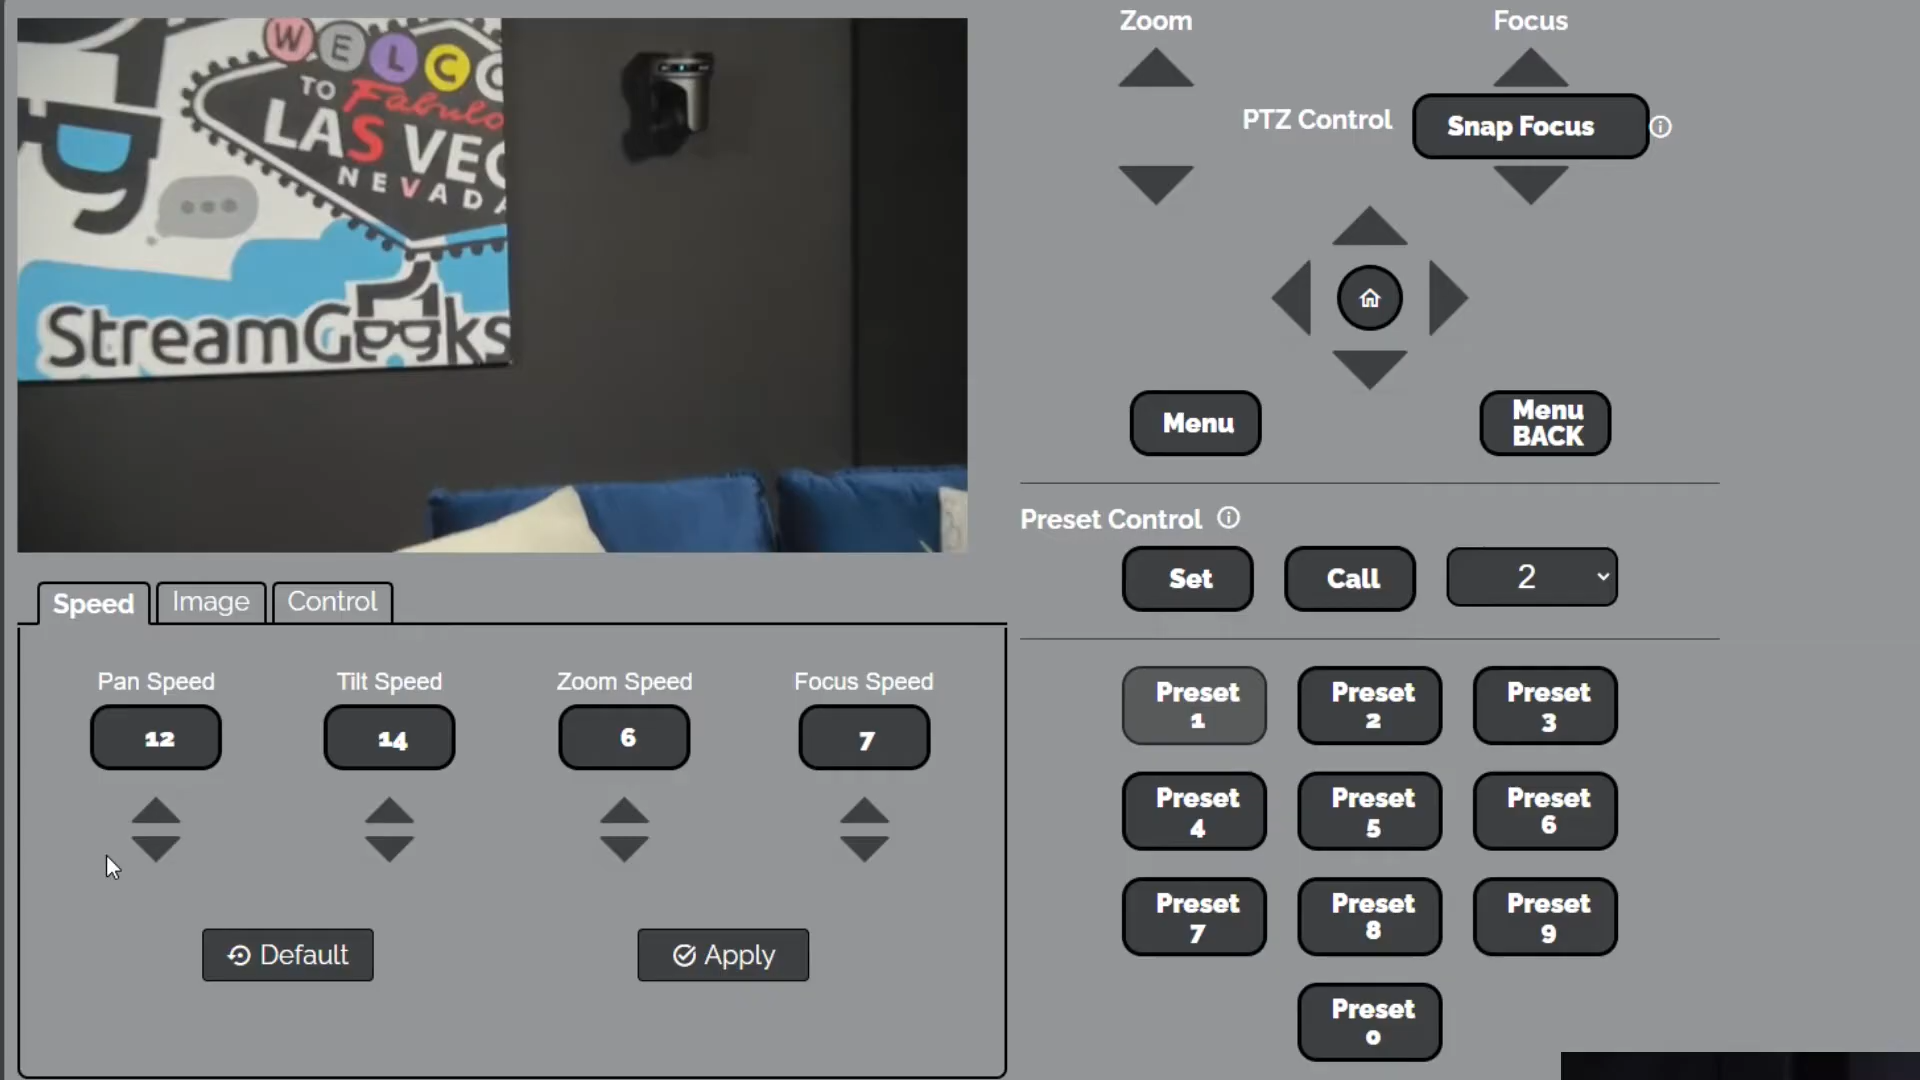 WELC
TO Fabulo
LAS VEG
NEVADA
StreamGeeks
Zoom
Focus
PTZ Control
Snap Focus
Menu
Menu
BACK
Preset Control
Set
Call
2
Speed
Image
Control
Pan Speed
Tilt Speed
Zoom Speed
Focus Speed
12
14
6
7
Default
Apply
Preset
1
Preset
2
Preset
3
Preset
4
Preset
5
Preset
6
Preset
7
Preset
8
Preset
9
Preset
0